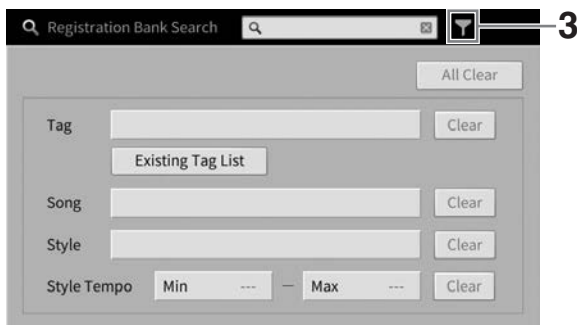 Registration Bank Search
3
All Clear
Tag
Clear
Existing Tag List
Song
Clear
Style
Clear
Style Tempo Min --- – Max --- Clear